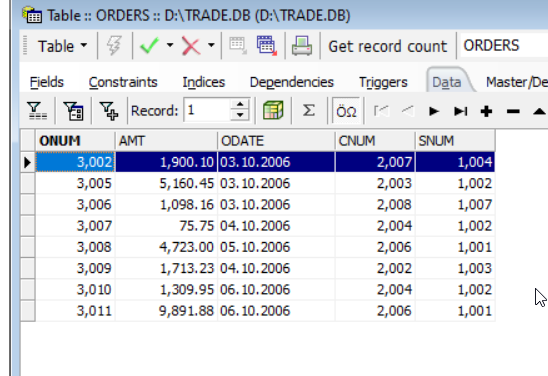 Table :: ORDERS :: D:\TRADE.DB (D:\TRADE.DB)
Table Get record count ORDERS
Fields Constraints Indices Dependencies Triggers Data Master/De
Record: 1 Σ ÖΩ
ONUM AMT ODATE CNUM SNUM
3,002 1,900.10 03.10.2006 2,007 1,004
3,005 5,160.45 03.10.2006 2,003 1,002
3,006 1,098.16 03.10.2006 2,008 1,007
3,007 75.75 04.10.2006 2,004 1,002
3,008 4,723.00 05.10.2006 2,006 1,001
3,009 1,713.23 04.10.2006 2,002 1,003
3,010 1,309.95 06.10.2006 2,004 1,002
3,011 9,891.88 06.10.2006 2,006 1,001